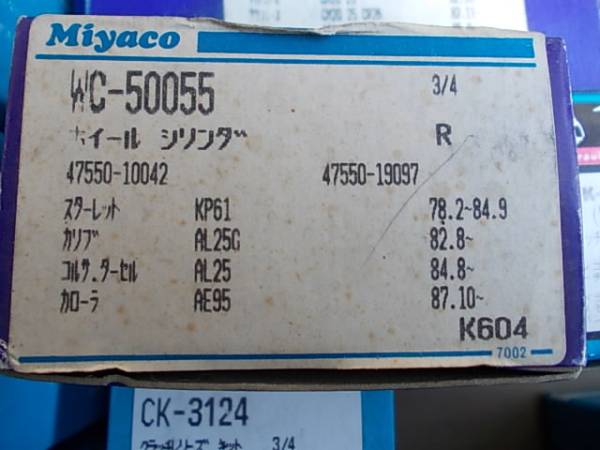 Miyaco
WC-50055 3/4
ホイール シリンダ R
47550-10042 47550-19097
スターレット KP61 78.2~84.9
カリブ AL25G 82.8~
コルサ.ターセル AL25 84.8~
カローラ AE95 87.10~
K604
7002
CK-3124
キット 3/4